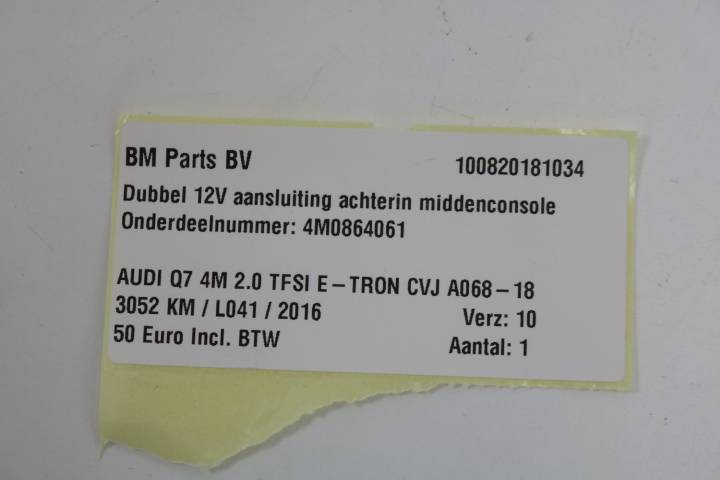 BM Parts BV 100820181034
Dubbel 12V aansluiting achterin middenconsole
Onderdeelnummer: 4M0864061
AUDI Q7 4M 2.0 TFSI E-TRON CVJ A068-18
3052 KM / L041 / 2016 Verz: 10
50 Euro Incl. BTW Aantal: 1